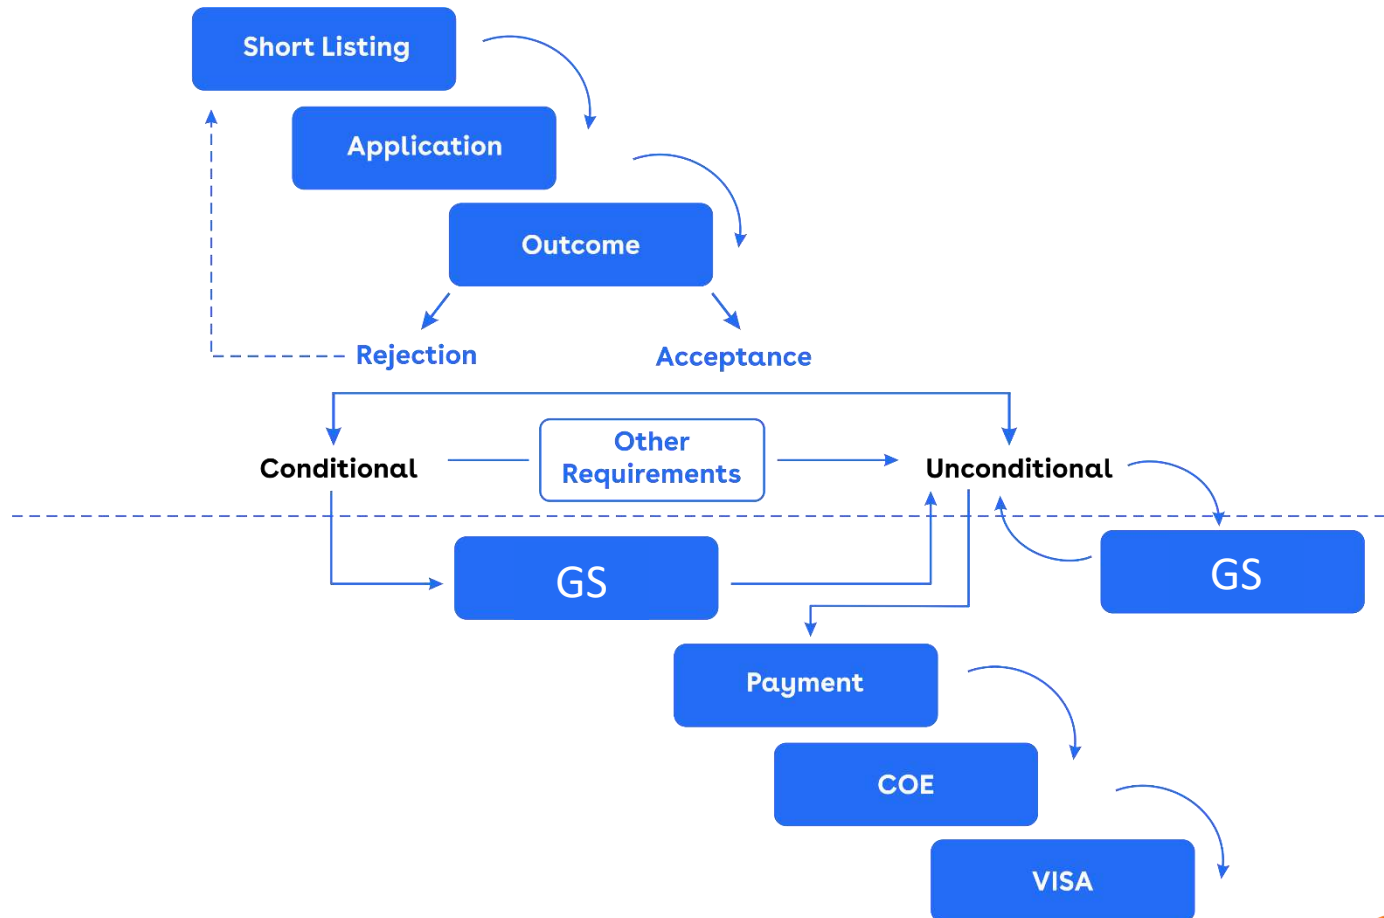 Short Listing
Application
Outcome
Rejection
Acceptance
Other
Requirements
Conditional
Unconditional
GS
GS
Payment
COE
VISA